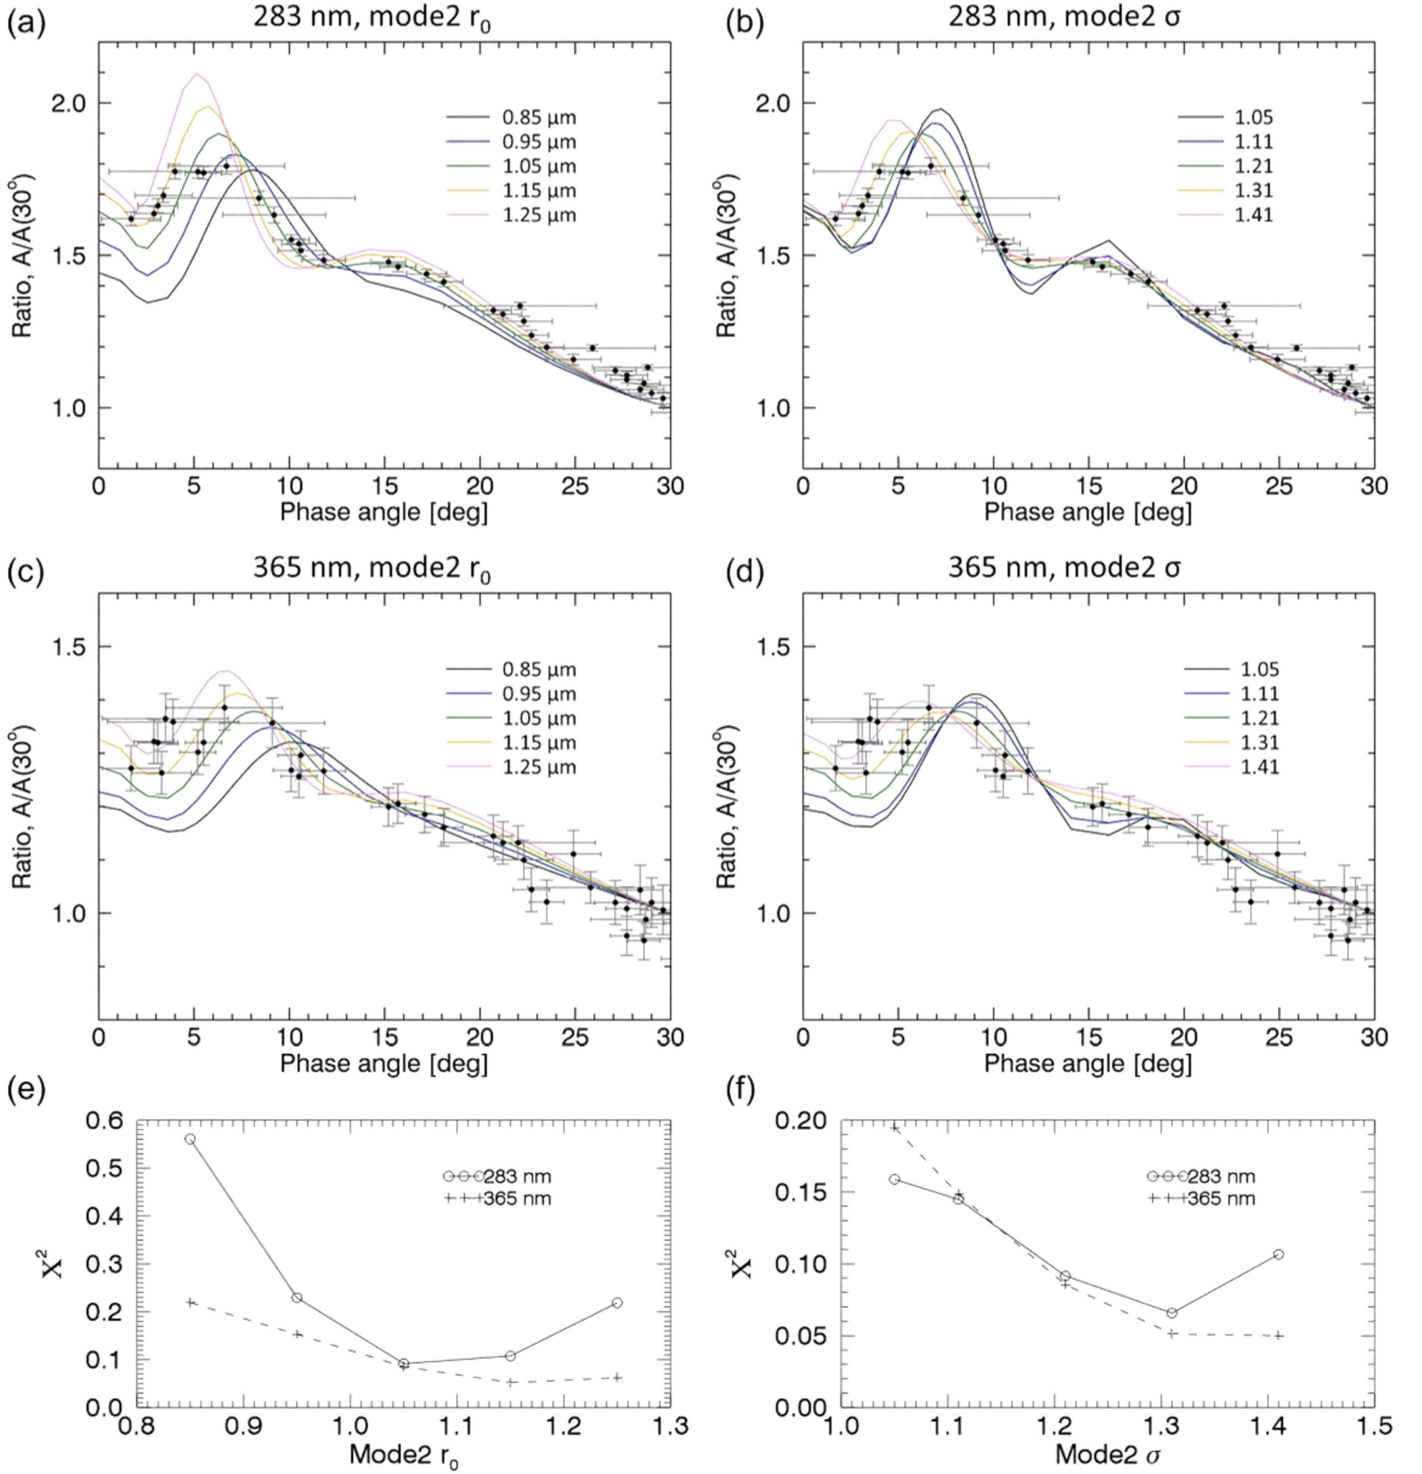 (a)
283 nm, mode2 r₀
2.0
1.5
1.0
Ratio, A/A(30°)
0.85 μm
0.95 μm
1.05 μm
1.15 μm
1.25 μm
0 5 10 15 20 25 30
Phase angle [deg]
(b)
283 nm, mode2 σ
2.0
1.5
1.0
Ratio, A/A(30°)
1.05
1.11
1.21
1.31
1.41
0 5 10 15 20 25 30
Phase angle [deg]
(c)
365 nm, mode2 r₀
1.5
1.0
Ratio, A/A(30°)
0.85 μm
0.95 μm
1.05 μm
1.15 μm
1.25 μm
0 5 10 15 20 25 30
Phase angle [deg]
(d)
365 nm, mode2 σ
1.5
1.0
Ratio, A/A(30°)
1.05
1.11
1.21
1.31
1.41
0 5 10 15 20 25 30
Phase angle [deg]
(e)
0.6
0.5
0.4
0.3
0.2
0.1
0.0
X²
283 nm
365 nm
0.8 0.9 1.0 1.1 1.2 1.3
Mode2 r₀
(f)
0.20
0.15
0.10
0.05
0.00
X²
283 nm
365 nm
1.0 1.1 1.2 1.3 1.4 1.5
Mode2 σ